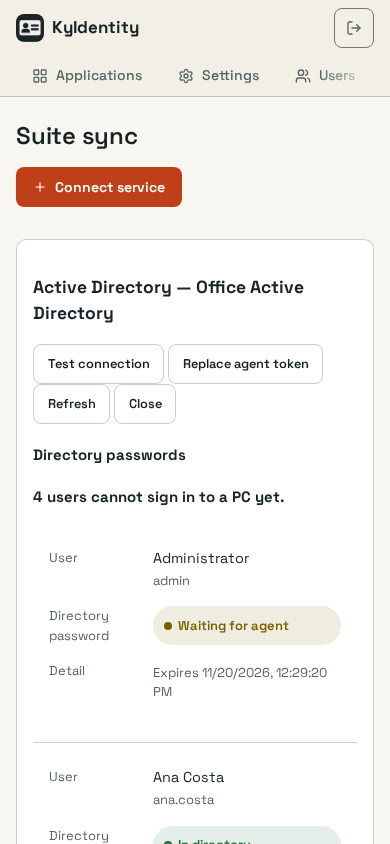 Kyldentity
Applications
Settings
Users
Suite sync
Connect service
Active Directory — Office Active
Directory
Test connection
Replace agent token
Refresh
Close
Directory passwords
4 users cannot sign in to a PC yet.
User
Administrator
admin
Directory
password
Waiting for agent
Detail
Expires 11/20/2026, 12:29:20
PM
User
Ana Costa
ana.costa
Directory
In directory